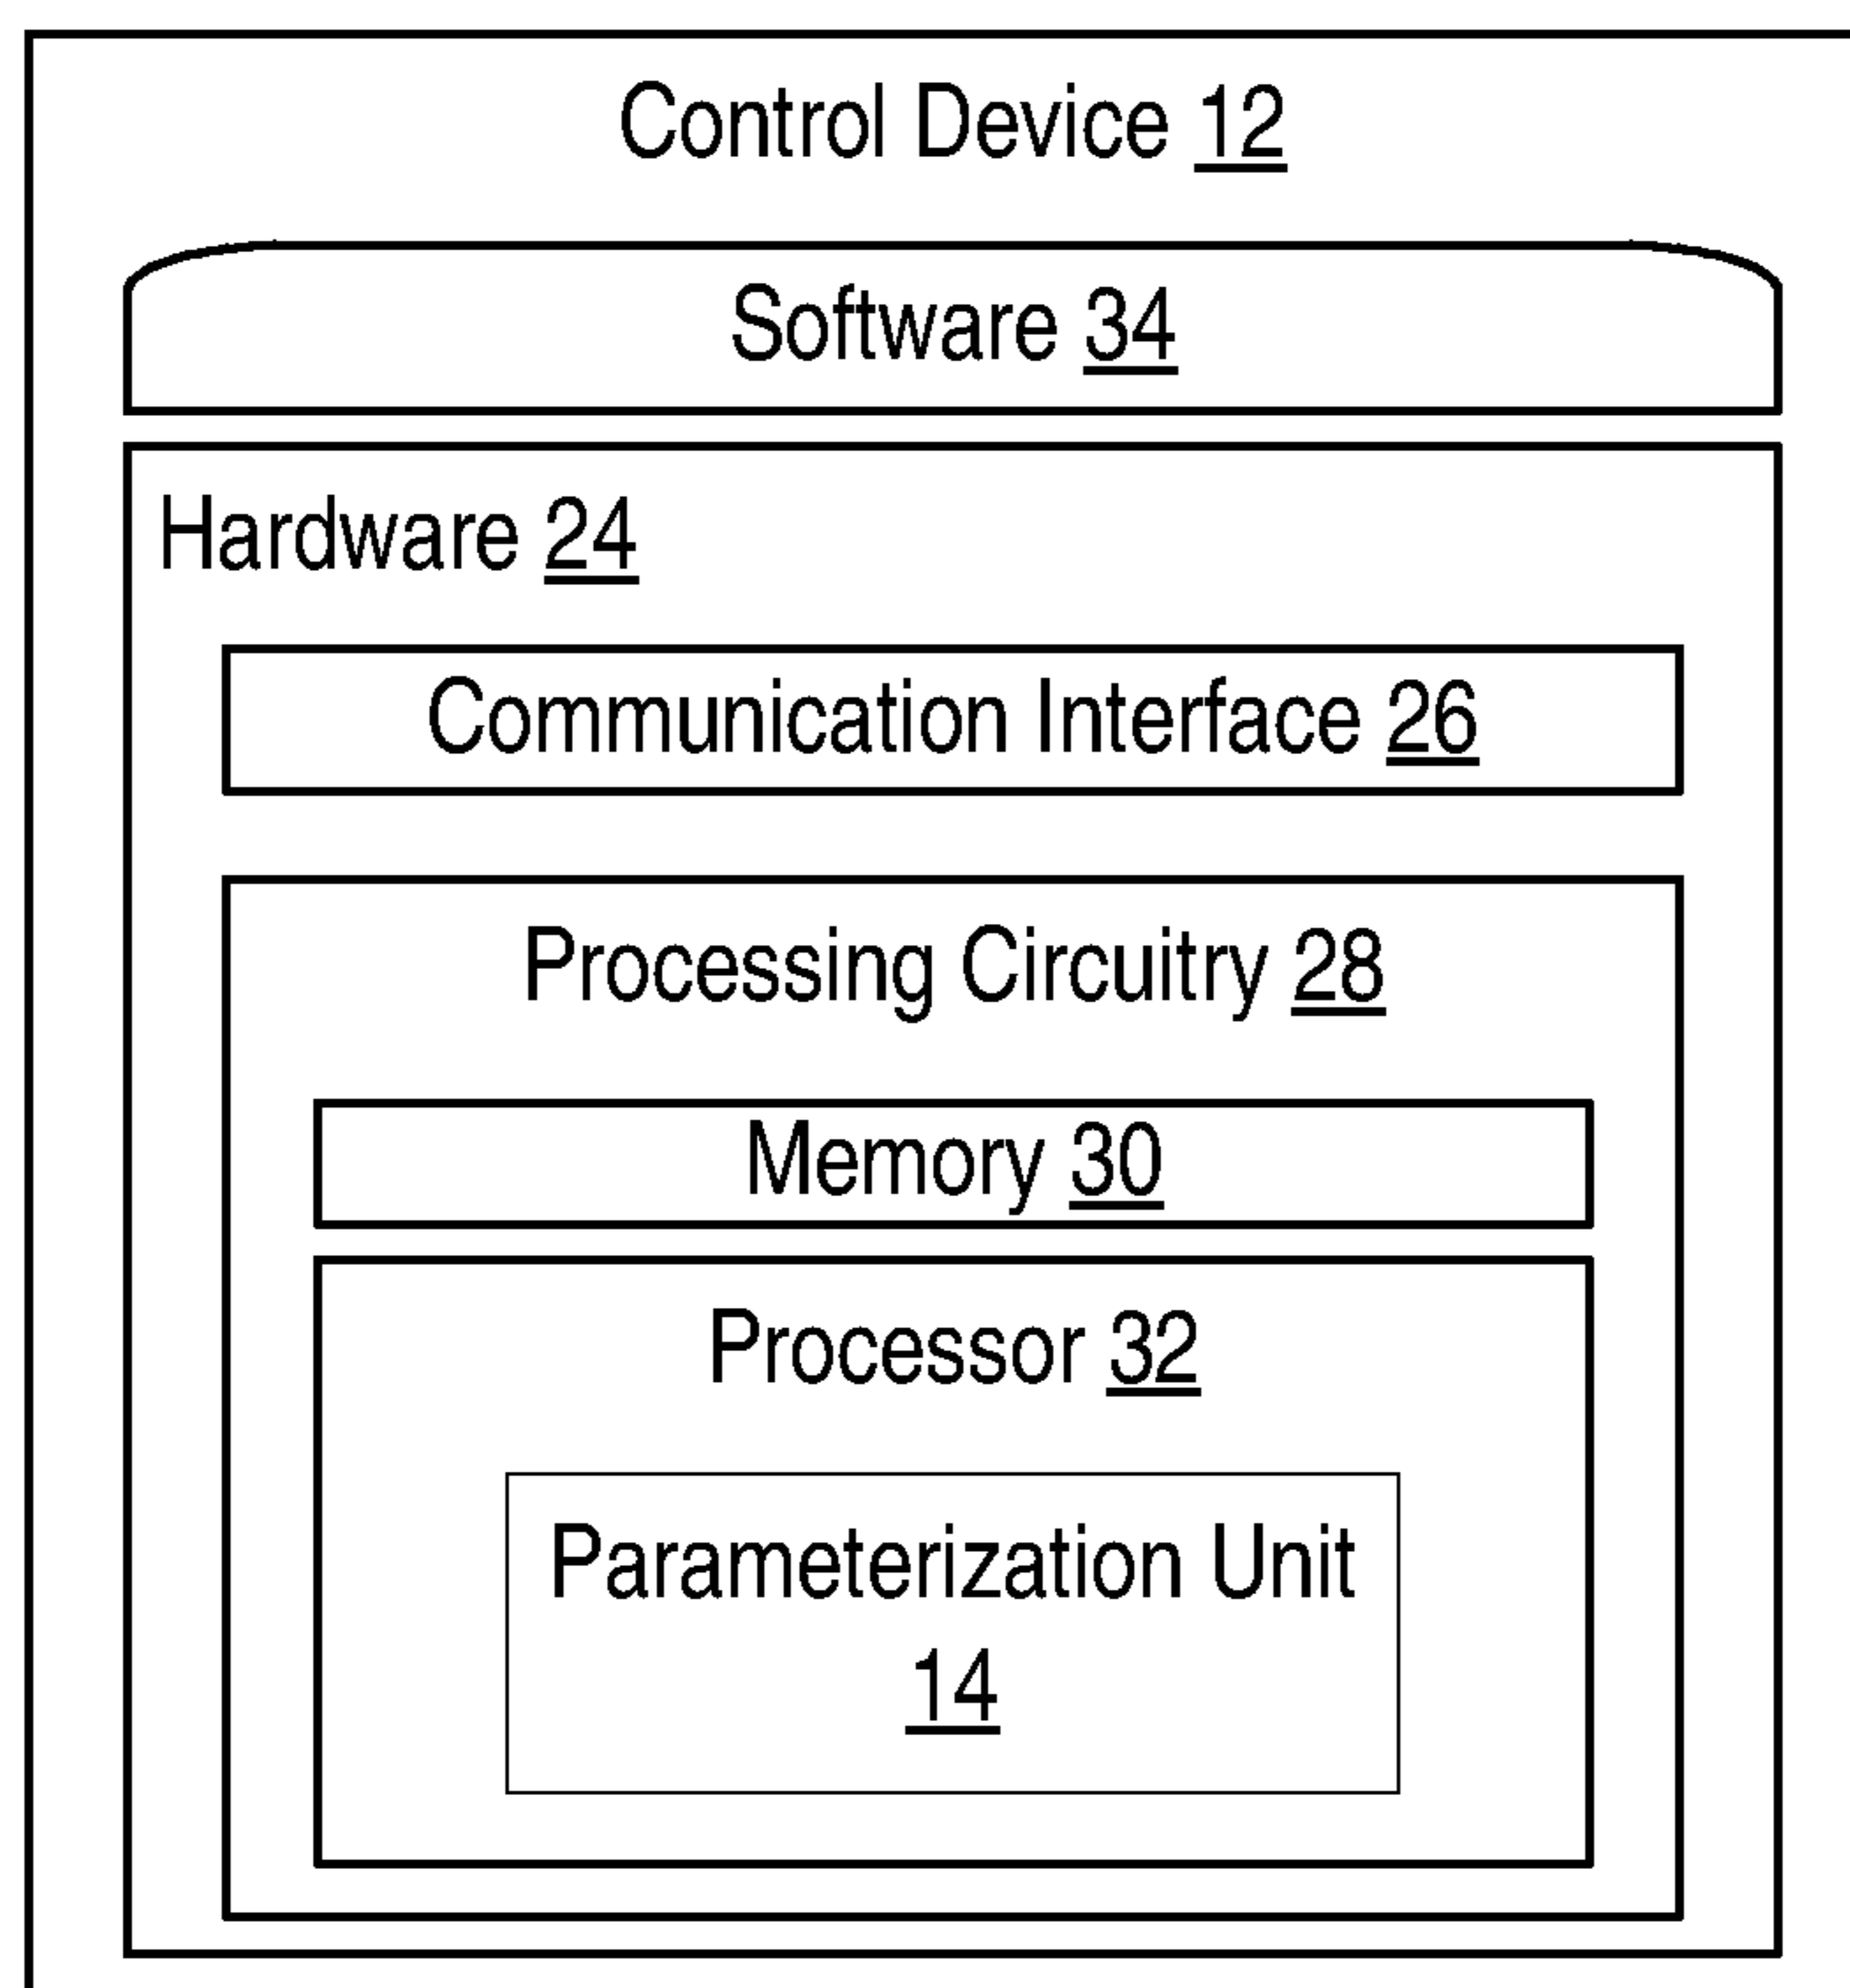 Control Device 12
Software 34
Hardware 24
Communication Interface 26
Processing Circuitry 28
Memory 30
Processor 32
Parameterization Unit
14